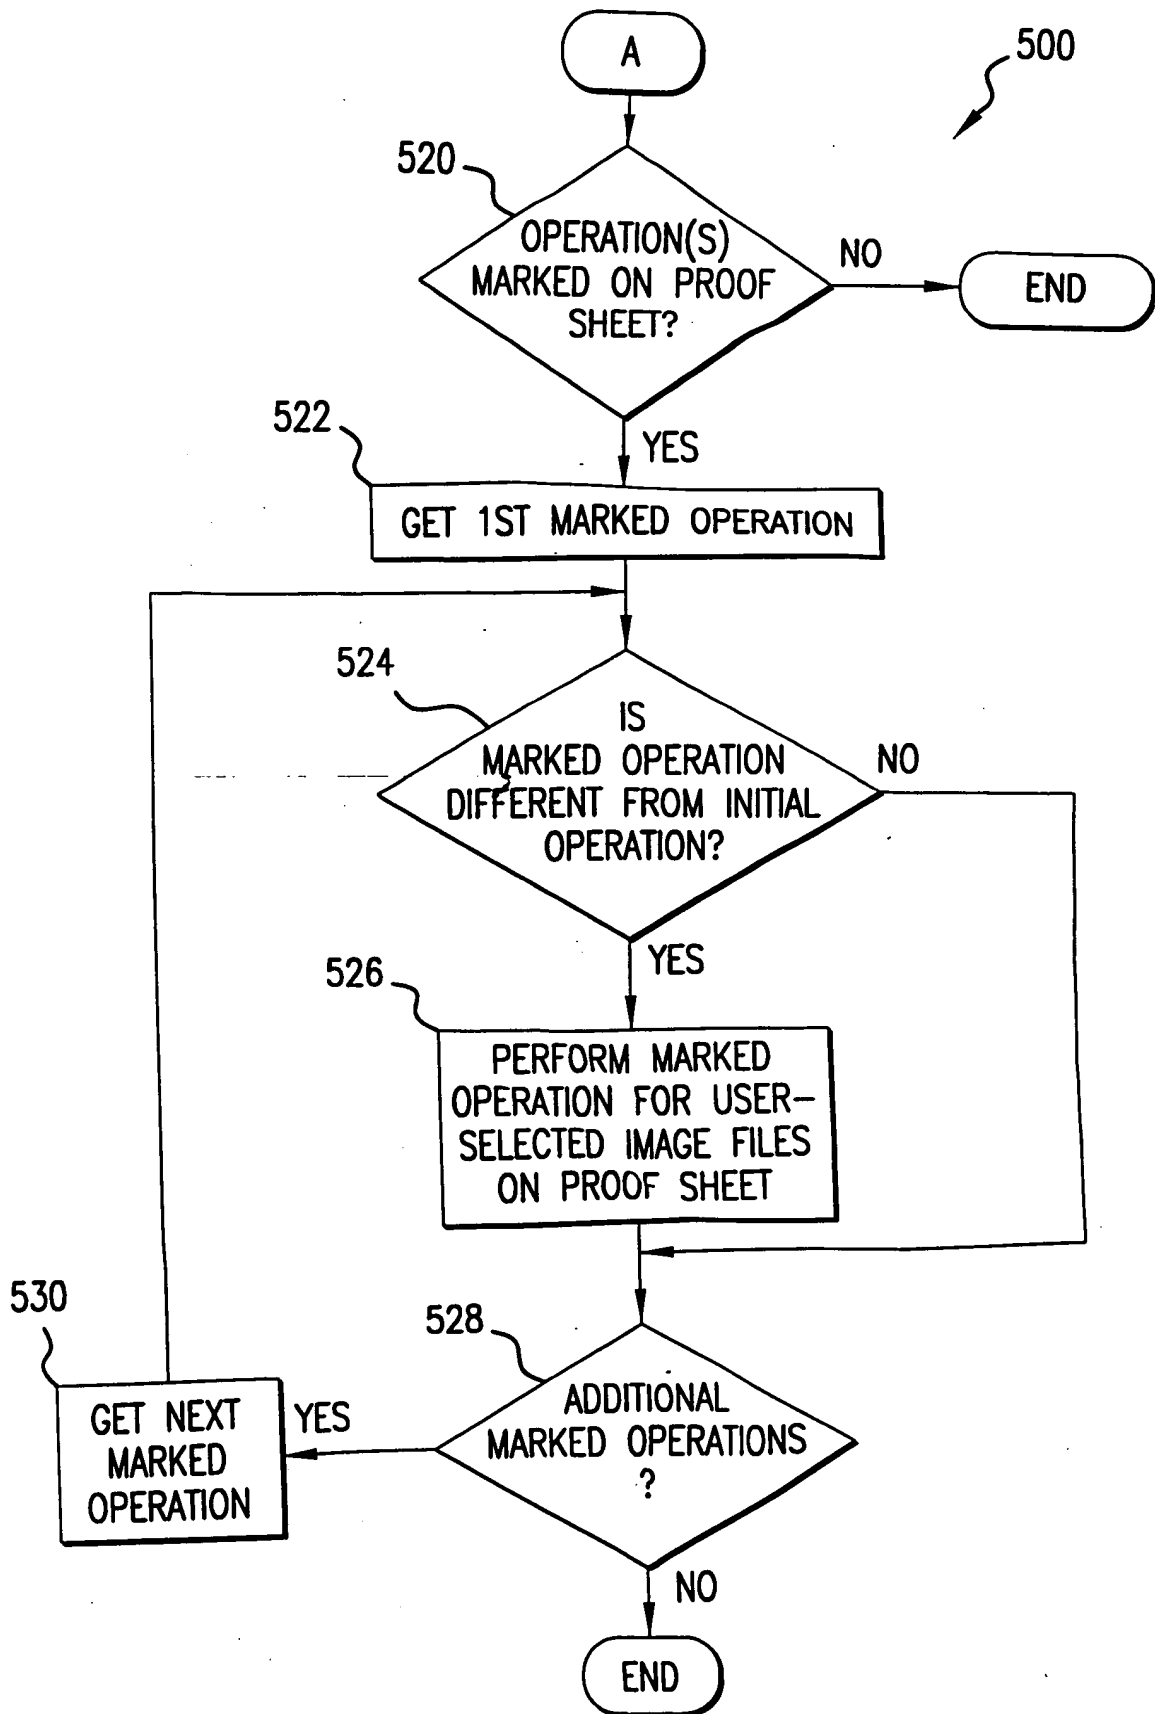 A
500
520
OPERATION(S)
MARKED ON PROOF
SHEET?
NO
END
522
YES
GET 1ST MARKED OPERATION
524
IS
MARKED OPERATION
DIFFERENT FROM INITIAL
OPERATION?
NO
YES
526
PERFORM MARKED
OPERATION FOR USER–
SELECTED IMAGE FILES
ON PROOF SHEET
528
ADDITIONAL
MARKED OPERATIONS
?
YES
530
GET NEXT
MARKED
OPERATION
NO
END